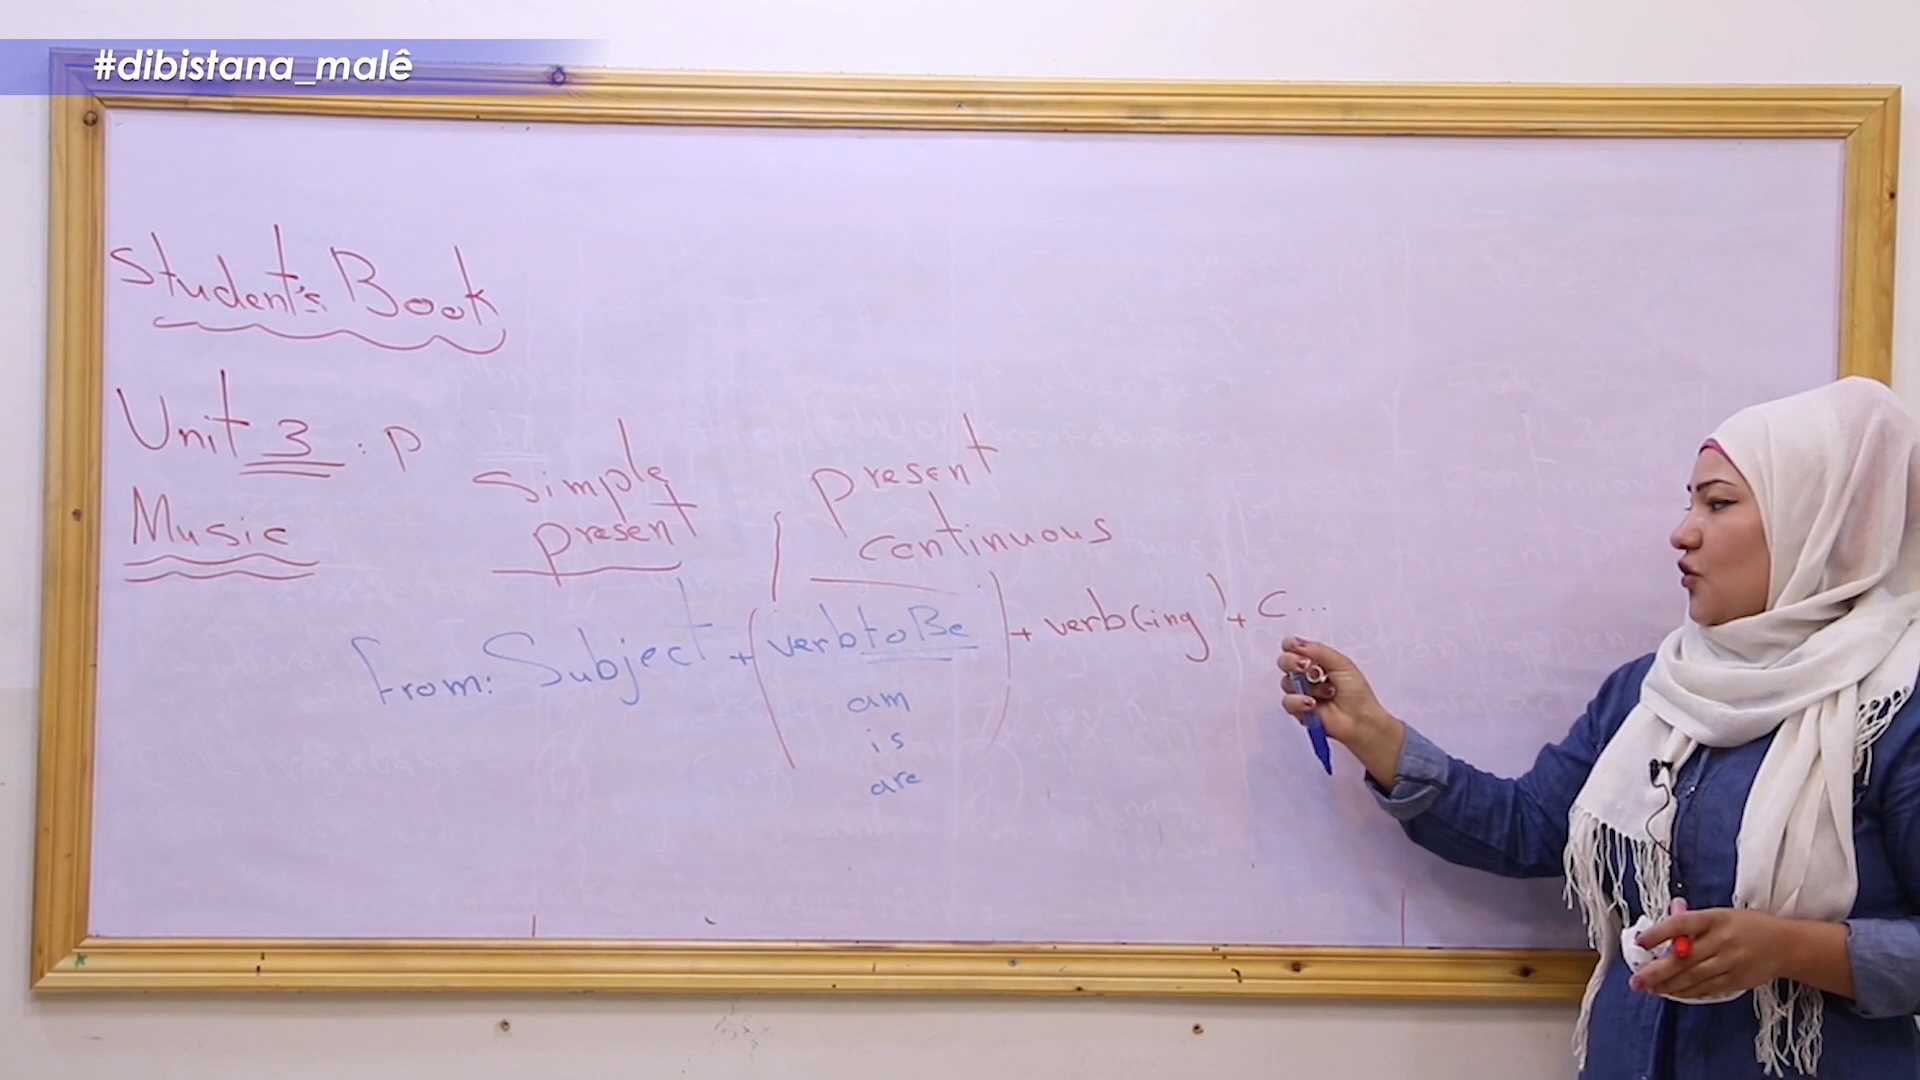 #dibistana_malê
Student's Book
Unit 3 : P
Music
Simple
present
present
continuous
From: Subject + (verb to Be) + verb(-ing) + C...
am
is
are